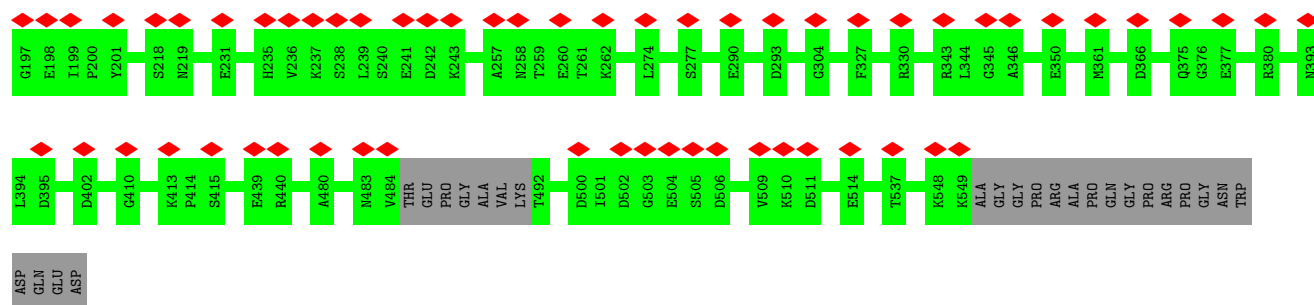 G197 E198 I199 P200 Y201 S218 N219 E231 H235 V236 K237 S238 L239 S240 E241 D242 K243 A257 N258 T259 E260 T261 K262 L274 S277 E290 D293 G304 F327 R330 R343 L344 G345 A346 E350 M361 D366 Q375 G376 E377 R380 N393
L394 D395 D402 G410 K413 P414 S415 E439 R440 A480 N483 V484 THR GLU PRO GLY ALA VAL LYS T492 D500 I501 D502 G503 E504 S505 D506 V509 K510 D511 E514 T537 K548 K549 ALA GLY GLY PRO ARG ALA PRO GLN GLY PRO ARG PRO GLY ASN TRP
ASP GLN GLU ASP